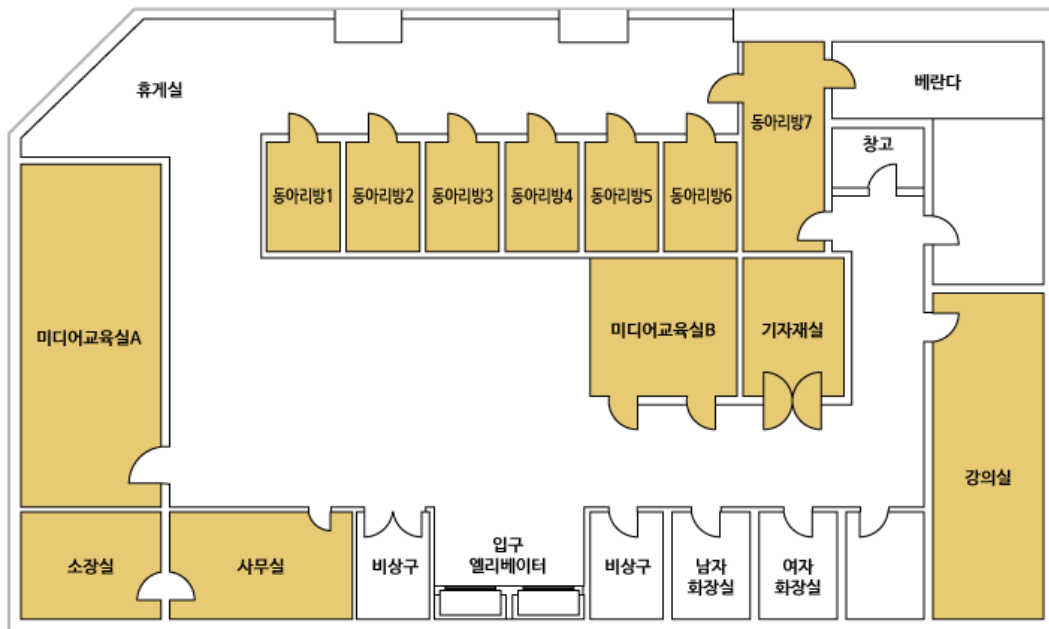 휴게실
베란다
동아리방7
창고
동아리방1
동아리방2
동아리방3
동아리방4
동아리방5
동아리방6
미디어교육실A
미디어교육실B
기자재실
강의실
소장실
사무실
비상구
입구
엘리베이터
비상구
남자
화장실
여자
화장실